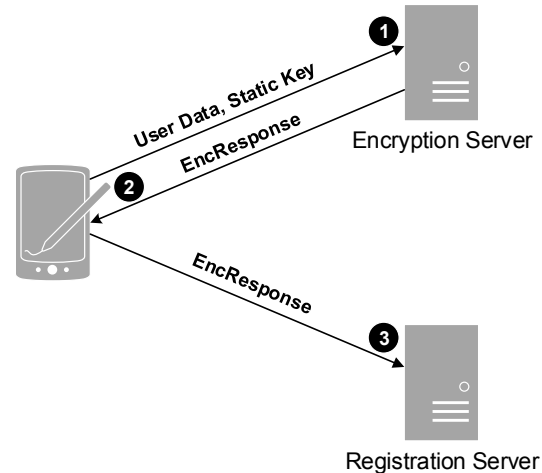 1
User Data, Static Key
EncResponse
Encryption Server
2
EncResponse
3
Registration Server